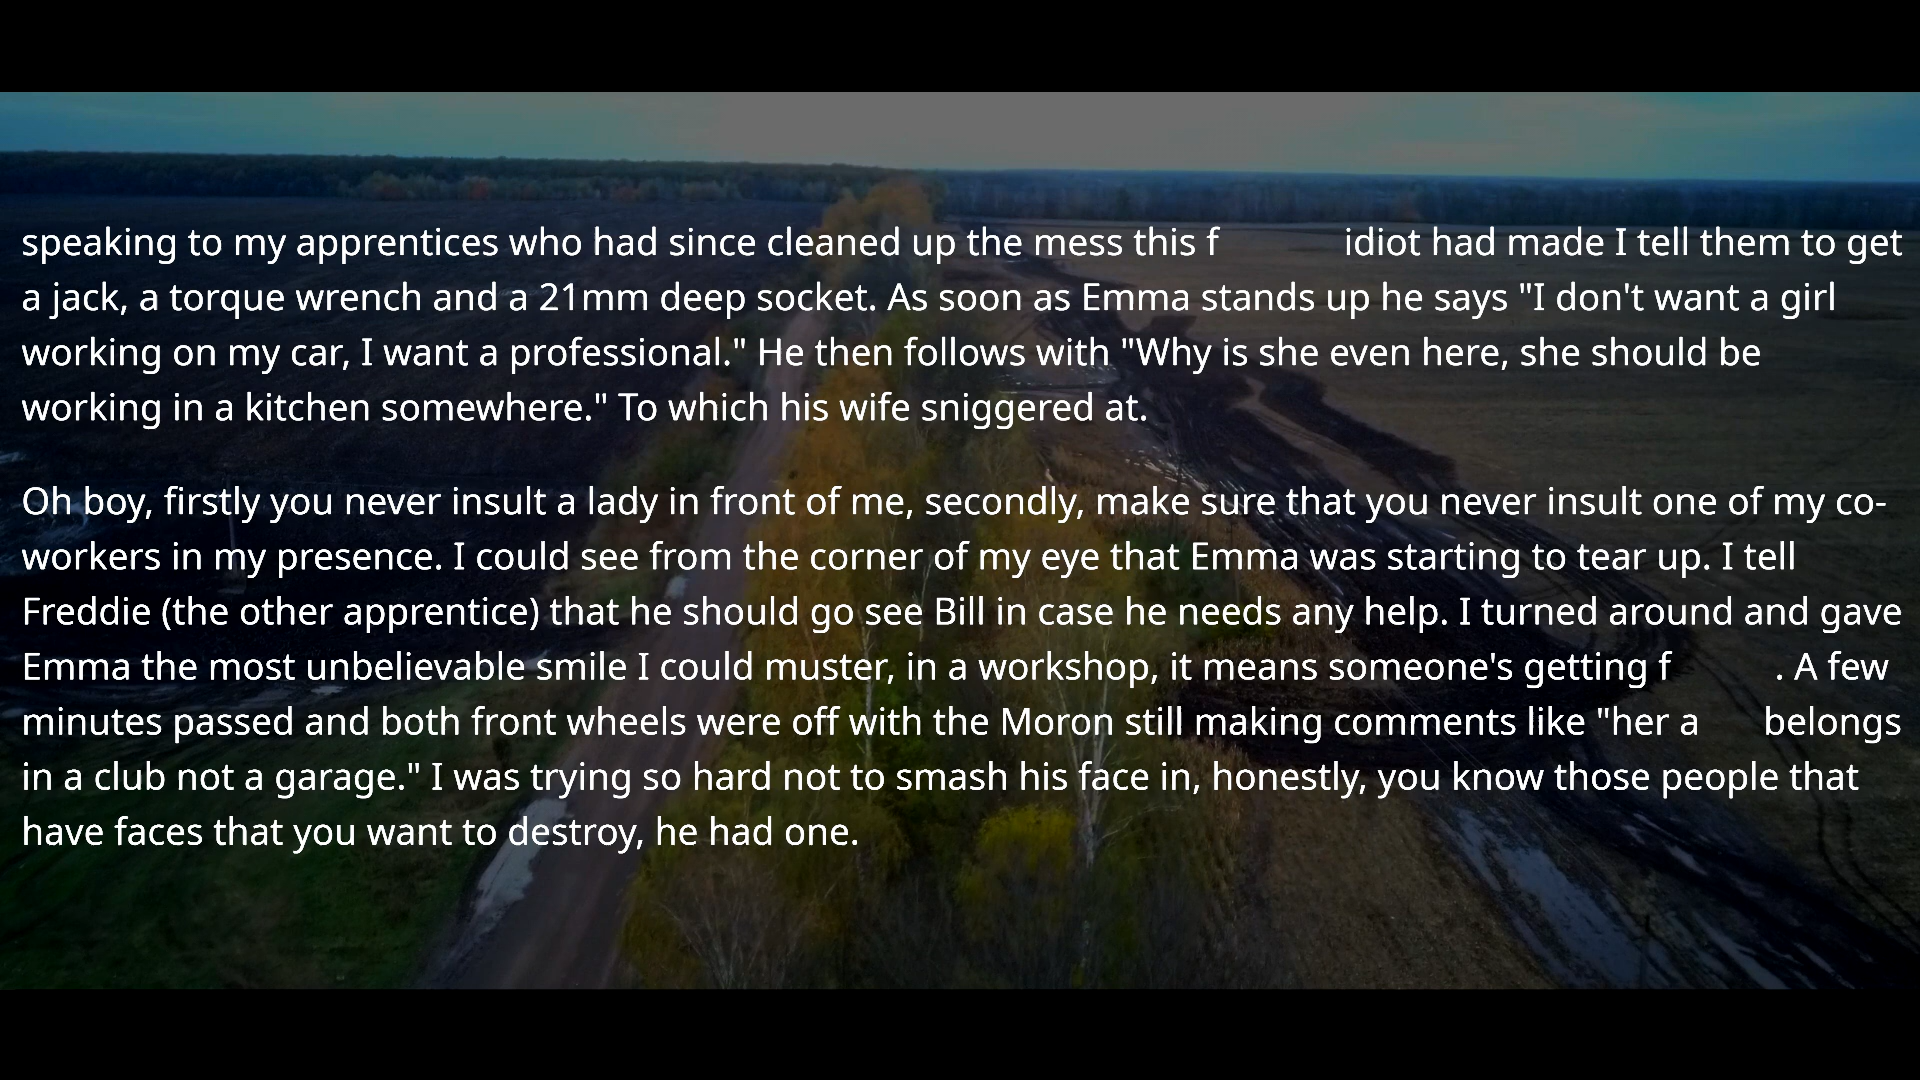 speaking to my apprentices who had since cleaned up the mess this f idiot had made I tell them to get
a jack, a torque wrench and a 21mm deep socket. As soon as Emma stands up he says "I don't want a girl
working on my car, I want a professional." He then follows with "Why is she even here, she should be
working in a kitchen somewhere." To which his wife sniggered at.
Oh boy, firstly you never insult a lady in front of me, secondly, make sure that you never insult one of my co-
workers in my presence. I could see from the corner of my eye that Emma was starting to tear up. I tell
Freddie (the other apprentice) that he should go see Bill in case he needs any help. I turned around and gave
Emma the most unbelievable smile I could muster, in a workshop, it means someone's getting f . A few
minutes passed and both front wheels were off with the Moron still making comments like "her a belongs
in a club not a garage." I was trying so hard not to smash his face in, honestly, you know those people that
have faces that you want to destroy, he had one.